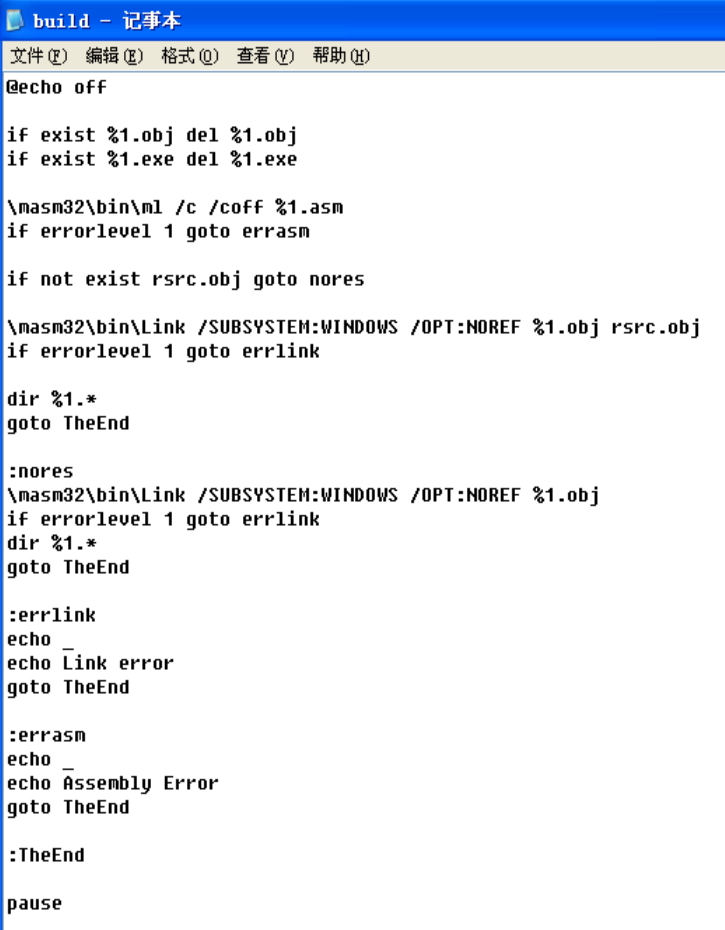 build - 记事本
文件(F) 编辑(E) 格式(O) 查看(V) 帮助(H)
@echo off
if exist %1.obj del %1.obj
if exist %1.exe del %1.exe
\masm32\bin\ml /c /coff %1.asm
if errorlevel 1 goto errasm
if not exist rsrc.obj goto nores
\masm32\bin\Link /SUBSYSTEM:WINDOWS /OPT:NOREF %1.obj rsrc.obj
if errorlevel 1 goto errlink
dir %1.*
goto TheEnd
:nores
\masm32\bin\Link /SUBSYSTEM:WINDOWS /OPT:NOREF %1.obj
if errorlevel 1 goto errlink
dir %1.*
goto TheEnd
:errlink
echo _
echo Link error
goto TheEnd
:errasm
echo _
echo Assembly Error
goto TheEnd
:TheEnd
pause